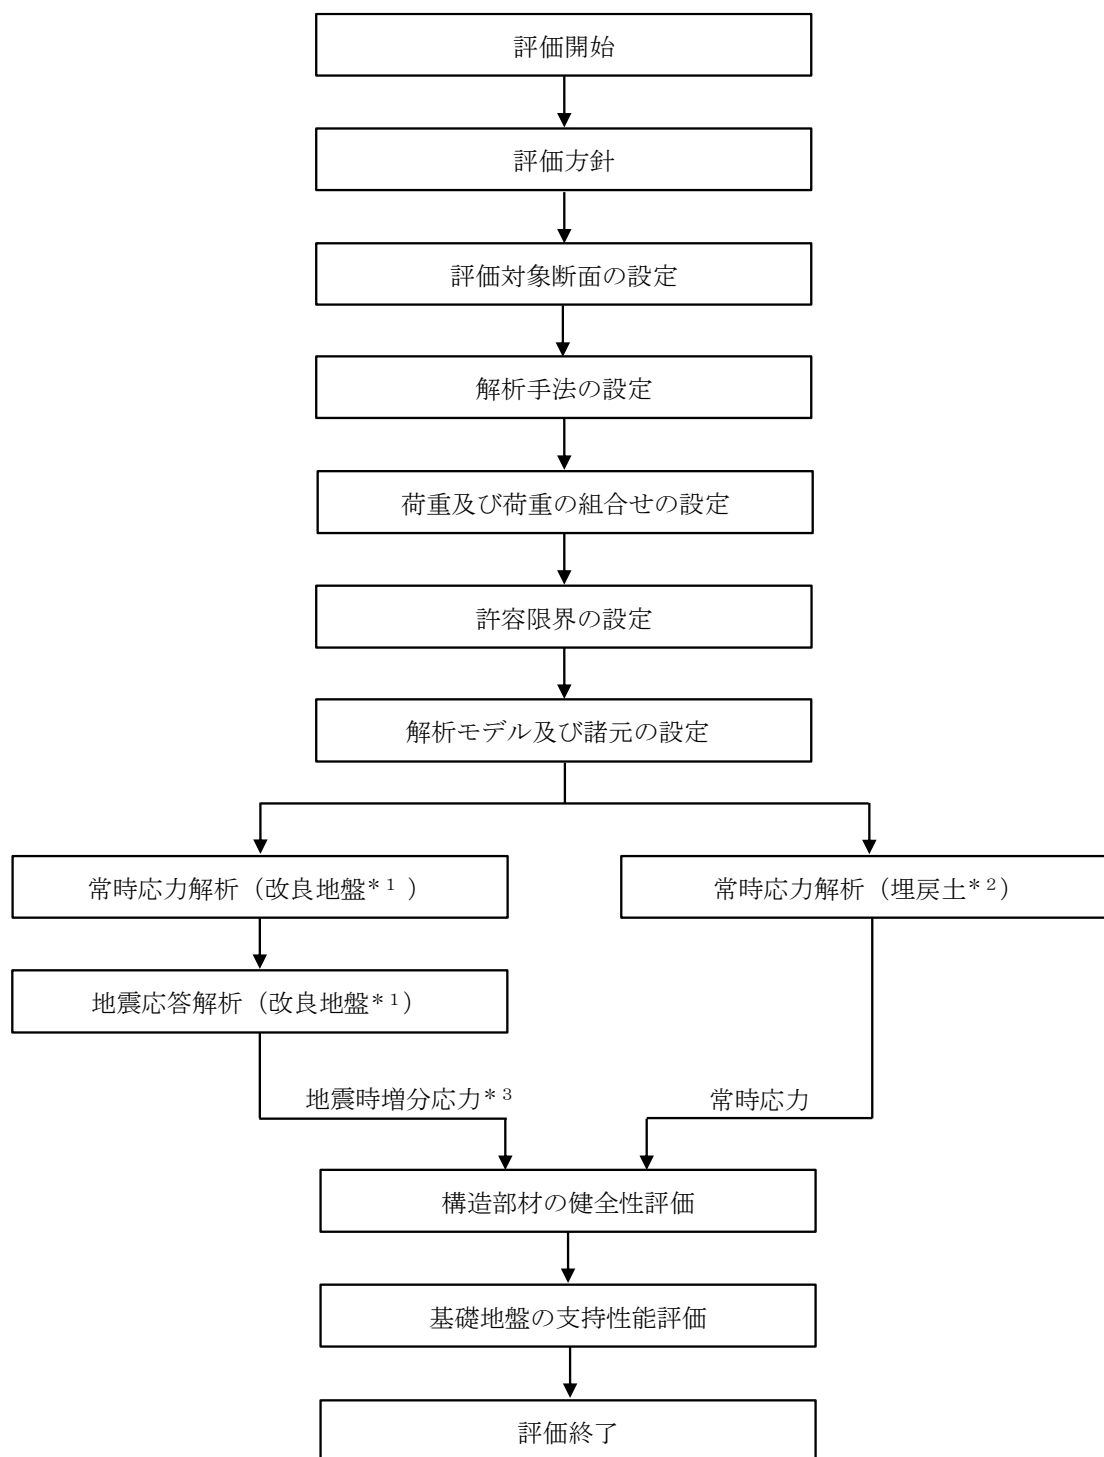 評価開始
評価方針
評価対象断面の設定
解析手法の設定
荷重及び荷重の組合せの設定
許容限界の設定
解析モデル及び諸元の設定
常時応力解析（改良地盤*1）
常時応力解析（埋戻土*2）
地震応答解析（改良地盤*1）
地震時増分応力*3
常時応力
構造部材の健全性評価
基礎地盤の支持性能評価
評価終了